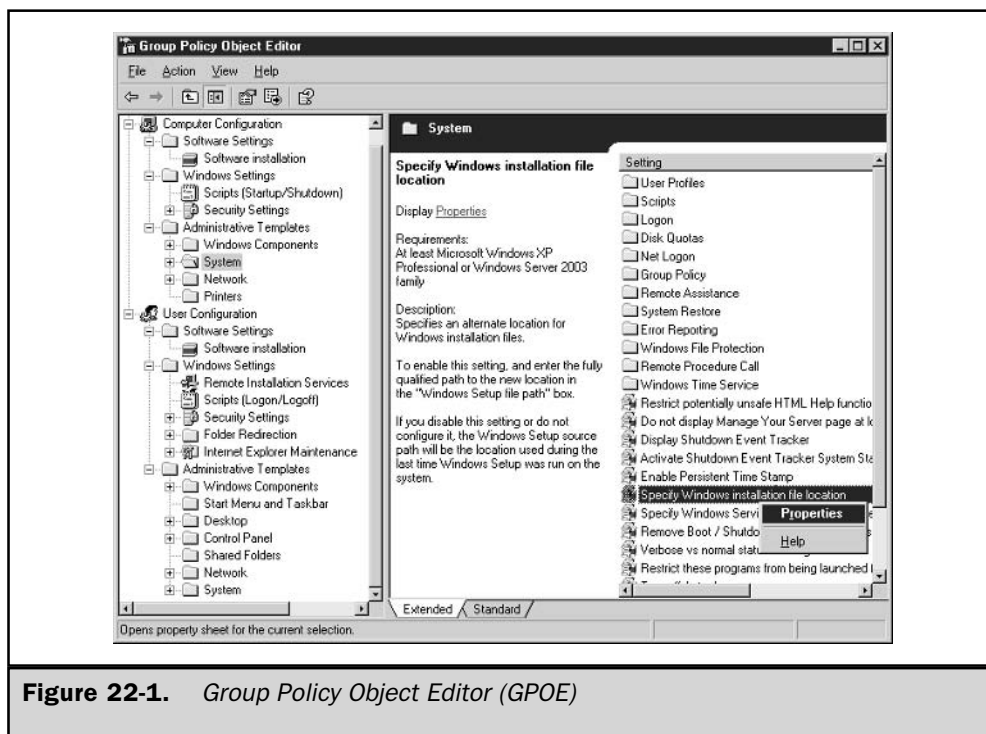 Group Policy Object Editor
File Action View Help
Computer Configuration
Software Settings
Software installation
Windows Settings
Scripts (Startup/Shutdown)
Security Settings
Administrative Templates
Windows Components
System
Network
Printers
User Configuration
Software Settings
Software installation
Windows Settings
Remote Installation Services
Scripts (Logon/Logoff)
Security Settings
Folder Redirection
Internet Explorer Maintenance
Administrative Templates
Windows Components
Start Menu and Taskbar
Desktop
Control Panel
Shared Folders
Network
System
System
Specify Windows installation file
location
Display Properties
Requirements:
At least Microsoft Windows XP
Professional or Windows Server 2003
family
Description:
Specifies an alternate location for
Windows installation files.
To enable this setting, and enter the fully
qualified path to the new location in
the "Windows Setup file path" box.
If you disable this setting or do not
configure it, the Windows Setup source
path will be the location used during the
last time Windows Setup was run on the
system.
Setting
User Profiles
Scripts
Logon
Disk Quotas
Net Logon
Group Policy
Remote Assistance
System Restore
Error Reporting
Windows File Protection
Remote Procedure Call
Windows Time Service
Restrict potentially unsafe HTML Help functio
Do not display Manage Your Server page at
Display Shutdown Event Tracker
Activate Shutdown Event Tracker System Sta
Enable Persistent Time Stamp
Specify Windows installation file location
Specify Windows Servi
Remove Boot / Shutdo
Verbose vs normal statu
Restrict these programs from being launched
Properties
Help
Extended Standard
Opens property sheet for the current selection.
Figure 22-1. Group Policy Object Editor (GPOE)